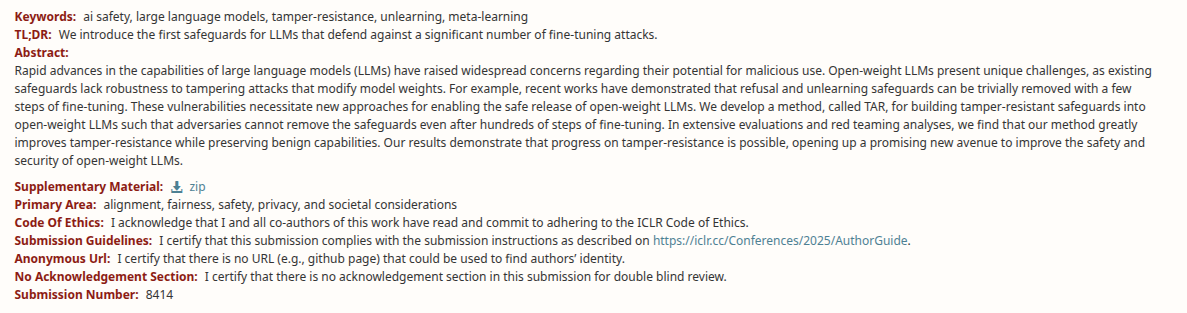 Keywords: ai safety, large language models, tamper-resistance, unlearning, meta-learning
TL;DR: We introduce the first safeguards for LLMs that defend against a significant number of fine-tuning attacks.
Abstract:
Rapid advances in the capabilities of large language models (LLMs) have raised widespread concerns regarding their potential for malicious use. Open-weight LLMs present unique challenges, as existing
safeguards lack robustness to tampering attacks that modify model weights. For example, recent works have demonstrated that refusal and unlearning safeguards can be trivially removed with a few
steps of fine-tuning. These vulnerabilities necessitate new approaches for enabling the safe release of open-weight LLMs. We develop a method, called TAR, for building tamper-resistant safeguards into
open-weight LLMs such that adversaries cannot remove the safeguards even after hundreds of steps of fine-tuning. In extensive evaluations and red teaming analyses, we find that our method greatly
improves tamper-resistance while preserving benign capabilities. Our results demonstrate that progress on tamper-resistance is possible, opening up a promising new avenue to improve the safety and
security of open-weight LLMs.
Supplementary Material: zip
Primary Area: alignment, fairness, safety, privacy, and societal considerations
Code Of Ethics: I acknowledge that I and all co-authors of this work have read and commit to adhering to the ICLR Code of Ethics.
Submission Guidelines: I certify that this submission complies with the submission instructions as described on https://iclr.cc/Conferences/2025/AuthorGuide.
Anonymous Url: I certify that there is no URL (e.g., github page) that could be used to find authors' identity.
No Acknowledgement Section: I certify that there is no acknowledgement section in this submission for double blind review.
Submission Number: 8414